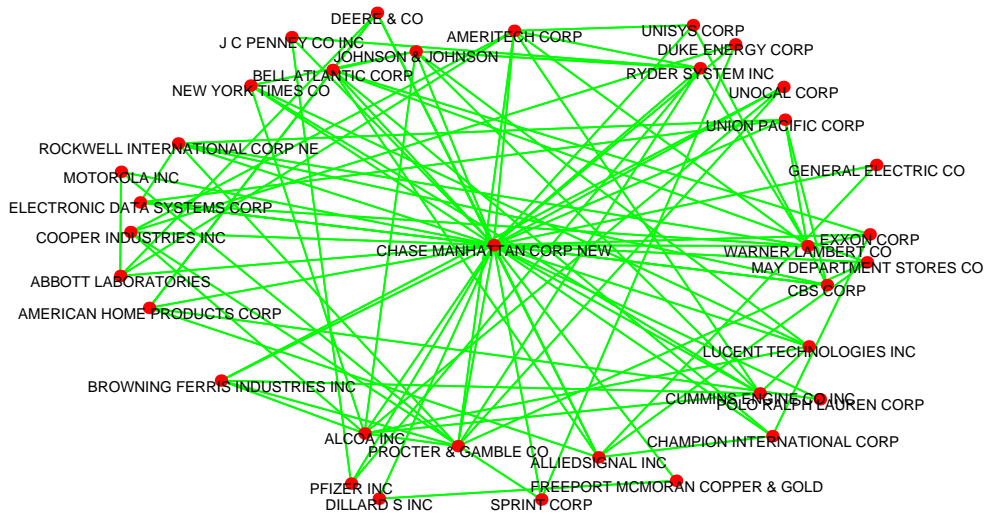 DEERE & CO
UNISYS CORP
AMERITECH CORP
J C PENNEY CO INC
DUKE ENERGY CORP
JOHNSON & JOHNSON
BELL ATLANTIC CORP
RYDER SYSTEM INC
NEW YORK TIMES CO
UNOCAL CORP
UNION PACIFIC CORP
ROCKWELL INTERNATIONAL CORP NE
GENERAL ELECTRIC CO
MOTOROLA INC
ELECTRONIC DATA SYSTEMS CORP
COOPER INDUSTRIES INC
EXXON CORP
CHASE MANHATTAN CORP NEW
WARNER LAMBERT CO
MAY DEPARTMENT STORES CO
ABBOTT LABORATORIES
CBS CORP
AMERICAN HOME PRODUCTS CORP
LUCENT TECHNOLOGIES INC
BROWNING FERRIS INDUSTRIES INC
CUMMINS ENGINE CO INC
POLO RALPH LAUREN CORP
ALCOA INC
CHAMPION INTERNATIONAL CORP
PROCTER & GAMBLE CO
ALLIEDSIGNAL INC
PFIZER INC
FREEPORT MCMORAN COPPER & GOLD
DILLARD S INC
SPRINT CORP